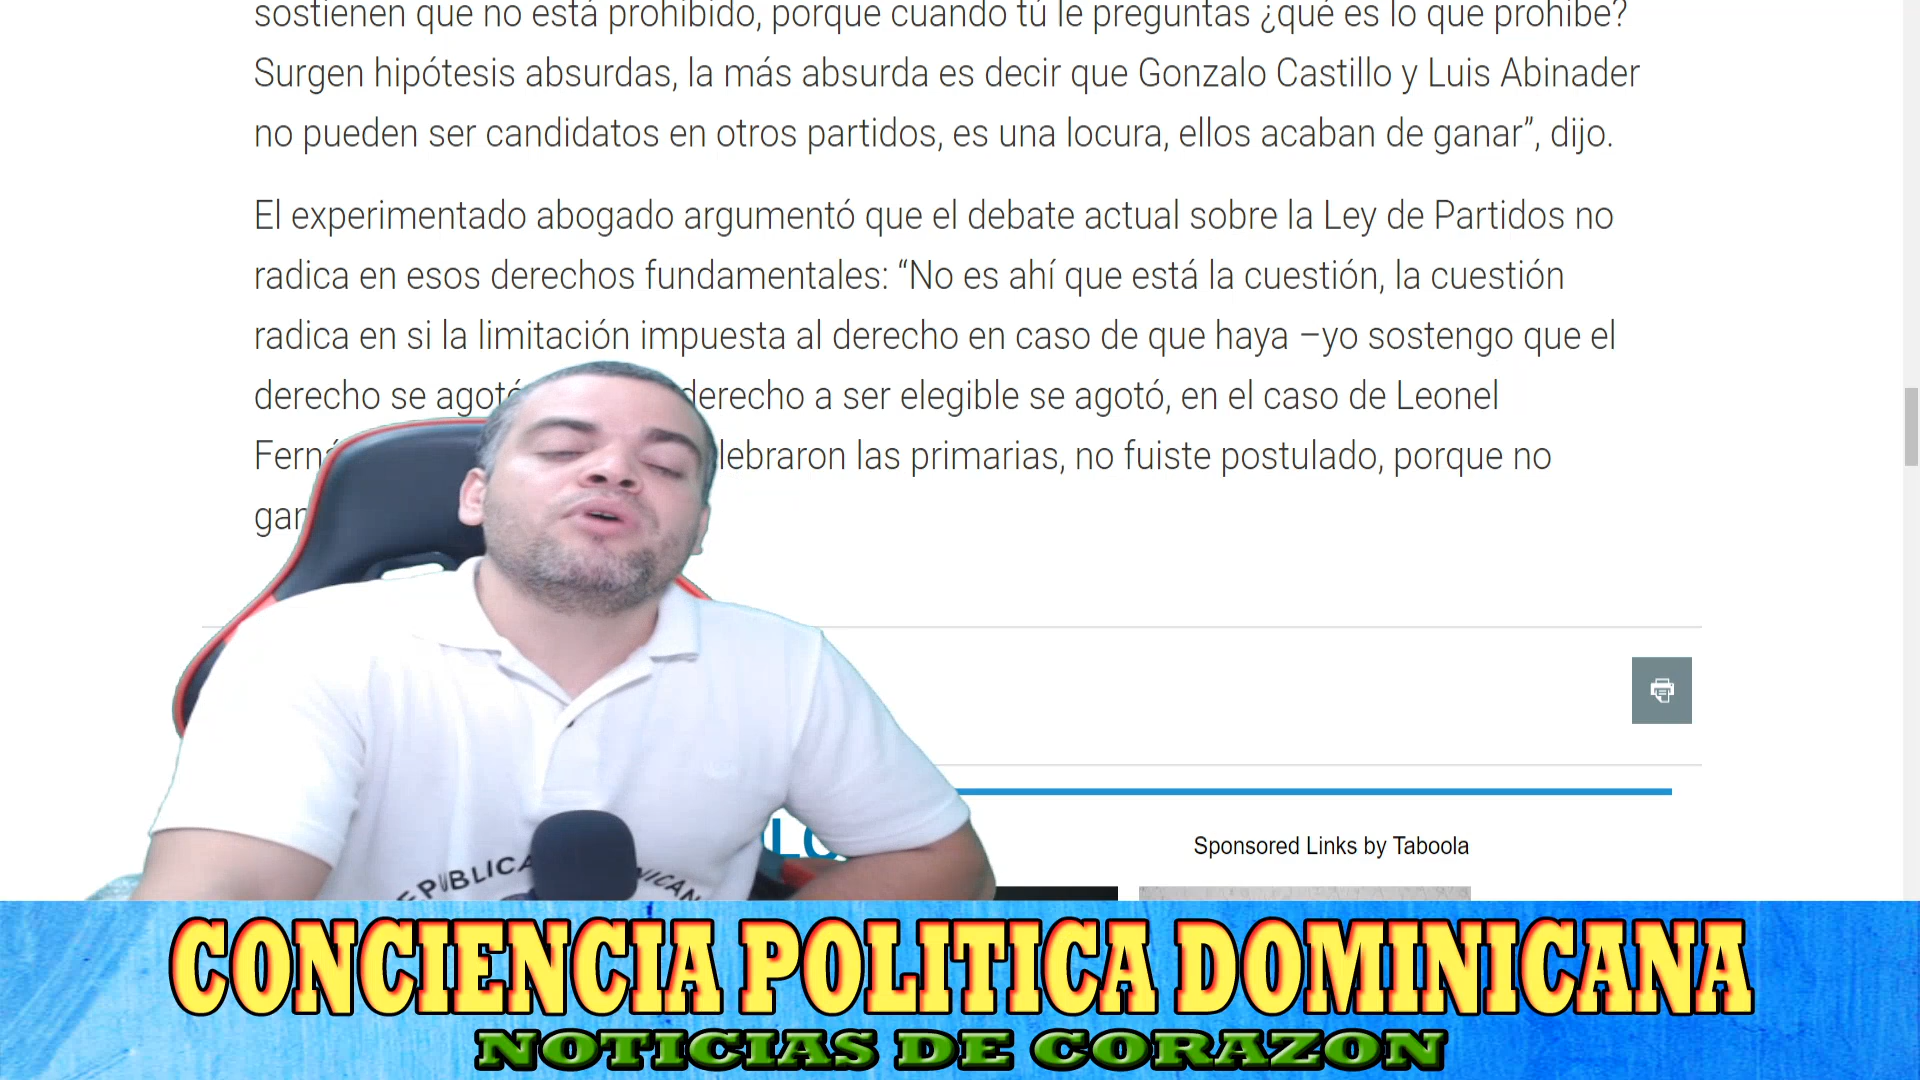 sostienen que no está prohibido, porque cuando tú le preguntas ¿qué es lo que prohíbe?
Surgen hipótesis absurdas, la más absurda es decir que Gonzalo Castillo y Luis Abinader
no pueden ser candidatos en otros partidos, es una locura, ellos acaban de ganar”, dijo.
El experimentado abogado argumentó que el debate actual sobre la Ley de Partidos no
radica en esos derechos fundamentales: “No es ahí que está la cuestión, la cuestión
radica en si la limitación impuesta al derecho en caso de que haya –yo sostengo que el
derecho se agotó derecho a ser elegible se agotó, en el caso de Leonel
Ferná lebraron las primarias, no fuiste postulado, porque no
gan
LO
Sponsored Links by Taboola
EPUBLICA NICAN
CONCIENCIA POLITICA DOMINICANA
NOTICIAS DE CORAZON